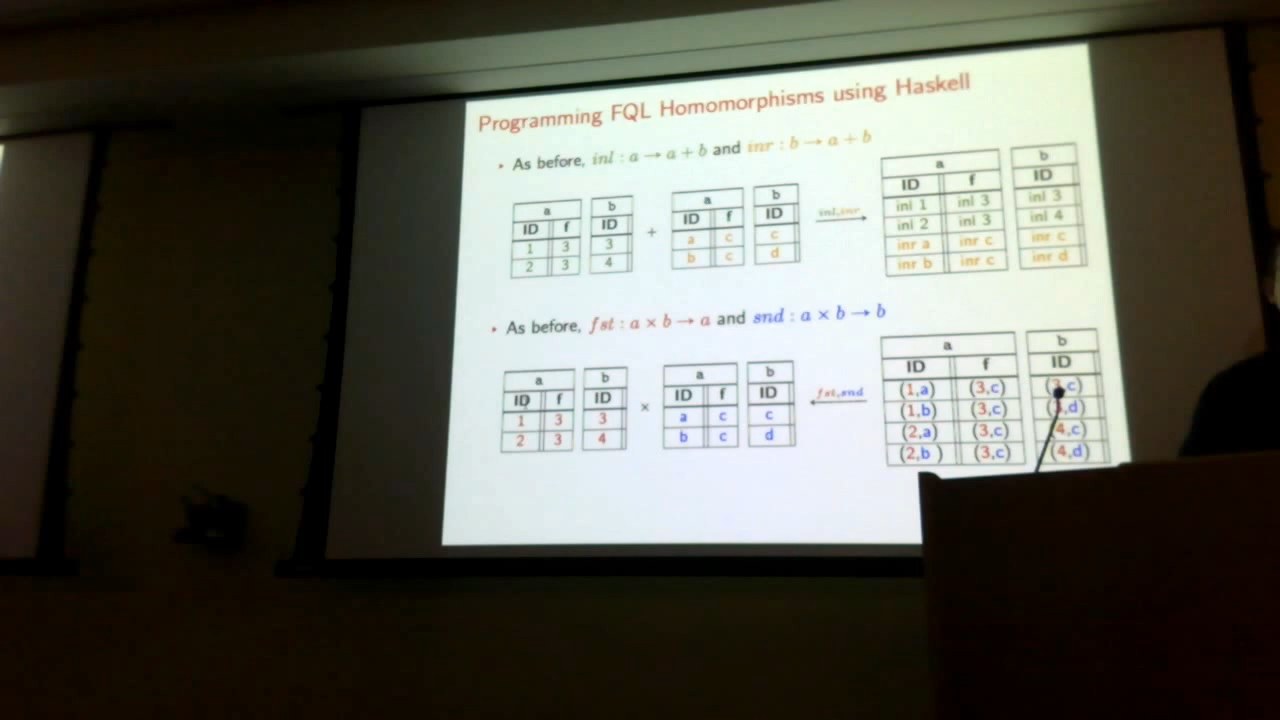 Programming FQL Homomorphisms using Haskell
▸ As before, inl : a → a + b and inr : b → a + b
a b a b a b
ID f ID + ID f ID inl,inr ID f ID
1 3 3 a c c inl 1 inl 3 inl 3
2 3 4 b c d inl 2 inl 3 inl 4
inr a inr c inr c
inr b inr c inr d
▸ As before, fst : a × b → a and snd : a × b → b
a b a b a b
ID f ID × ID f ID fst,snd ID f ID
1 3 3 a c c (1,a) (3,c) (3,c)
2 3 4 b c d (1,b) (3,c) (3,d)
(2,a) (3,c) (4,c)
(2,b ) (3,c) (4,d)